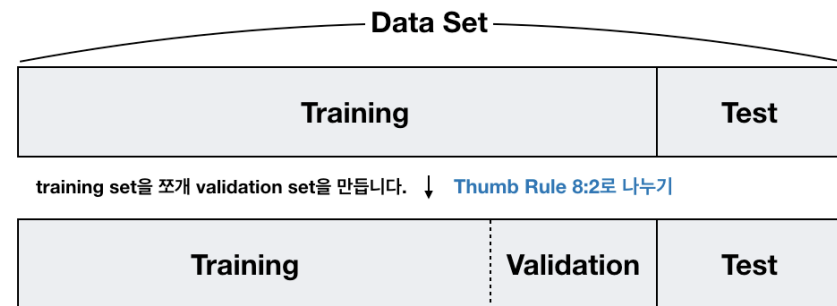 Data Set
Training Test
training set을 쪼개 validation set을 만듭니다. ↓ Thumb Rule 8:2로 나누기
Training Validation Test